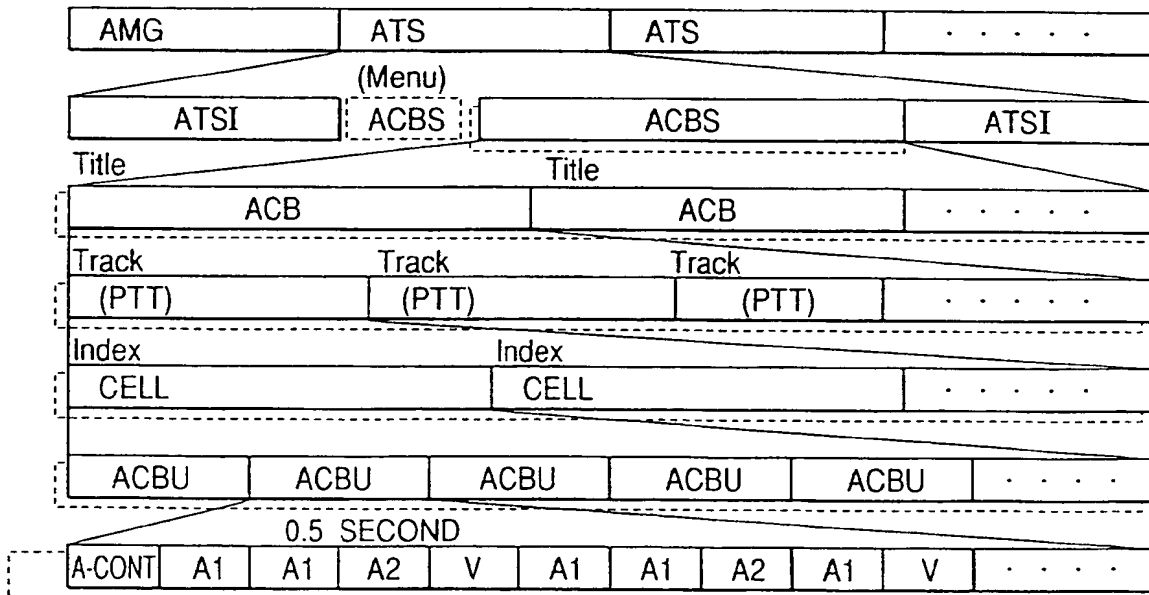 AMG ATS ATS . . . . .
(Menu)
ATSI ACBS ACBS ATSI
Title Title
ACB ACB . . . . .
Track Track Track
(PTT) (PTT) (PTT) . . . . .
Index Index
CELL CELL . . . . .
ACBU ACBU ACBU ACBU ACBU . . . .
0.5 SECOND
A-CONT A1 A1 A2 V A1 A1 A2 A1 V . . . .